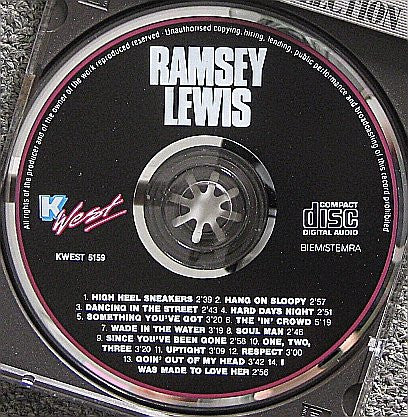 CTION
All rights of the producer and of the owner of the work reproduced reserved · Unauthorised copying, hiring, lending, public performance and broadcasting of this record prohibited
RAMSEY
LEWIS
K West
KWEST 5159
COMPACT
disc
DIGITAL AUDIO
BIEM/STEMRA
1. HIGH HEEL SNEAKERS 2'39 2. HANG ON SLOOPY 2'57
3. DANCING IN THE STREET 2'43 4. HARD DAYS NIGHT 2'51
5. SOMETHING YOU'VE GOT 3'20 6. THE 'IN' CROWD 5'19
7. WADE IN THE WATER 3'19 8. SOUL MAN 2'46
9. SINCE YOU'VE BEEN GONE 2'58 10. ONE, TWO,
THREE 3'20 11. UPTIGHT 3'09 12. RESPECT 3'00
13. GOIN' OUT OF MY HEAD 3'42 14. I
WAS MADE TO LOVE HER 2'56